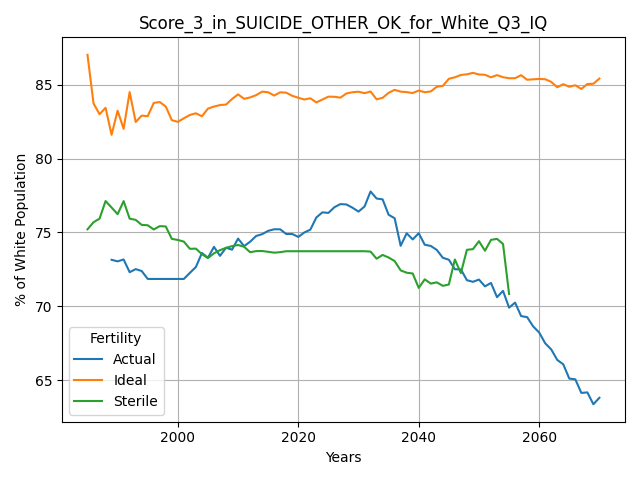 Score_3_in_SUICIDE_OTHER_OK_for_White_Q3_IQ
% of White Population
85
80
75
70
65
Fertility
Actual
Ideal
Sterile
2000
2020
2040
2060
Years